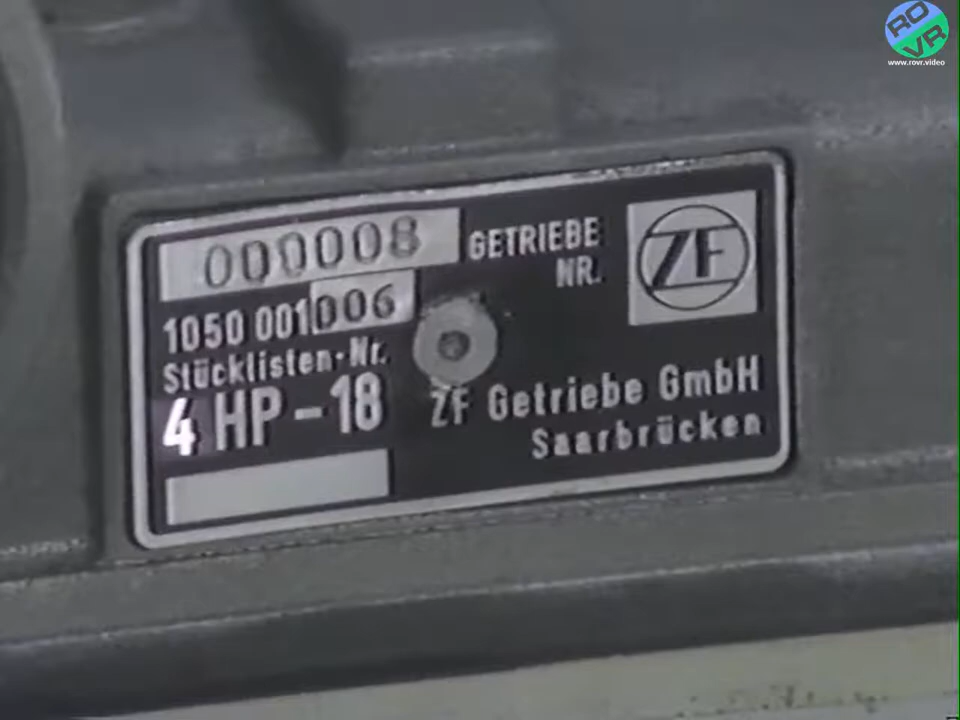 RO
VR
www.rovr.video
000008 GETRIEBE
NR.
ZF
1050 001 006
Stücklisten-Nr.
4 HP-18
ZF Getriebe GmbH
Saarbrücken